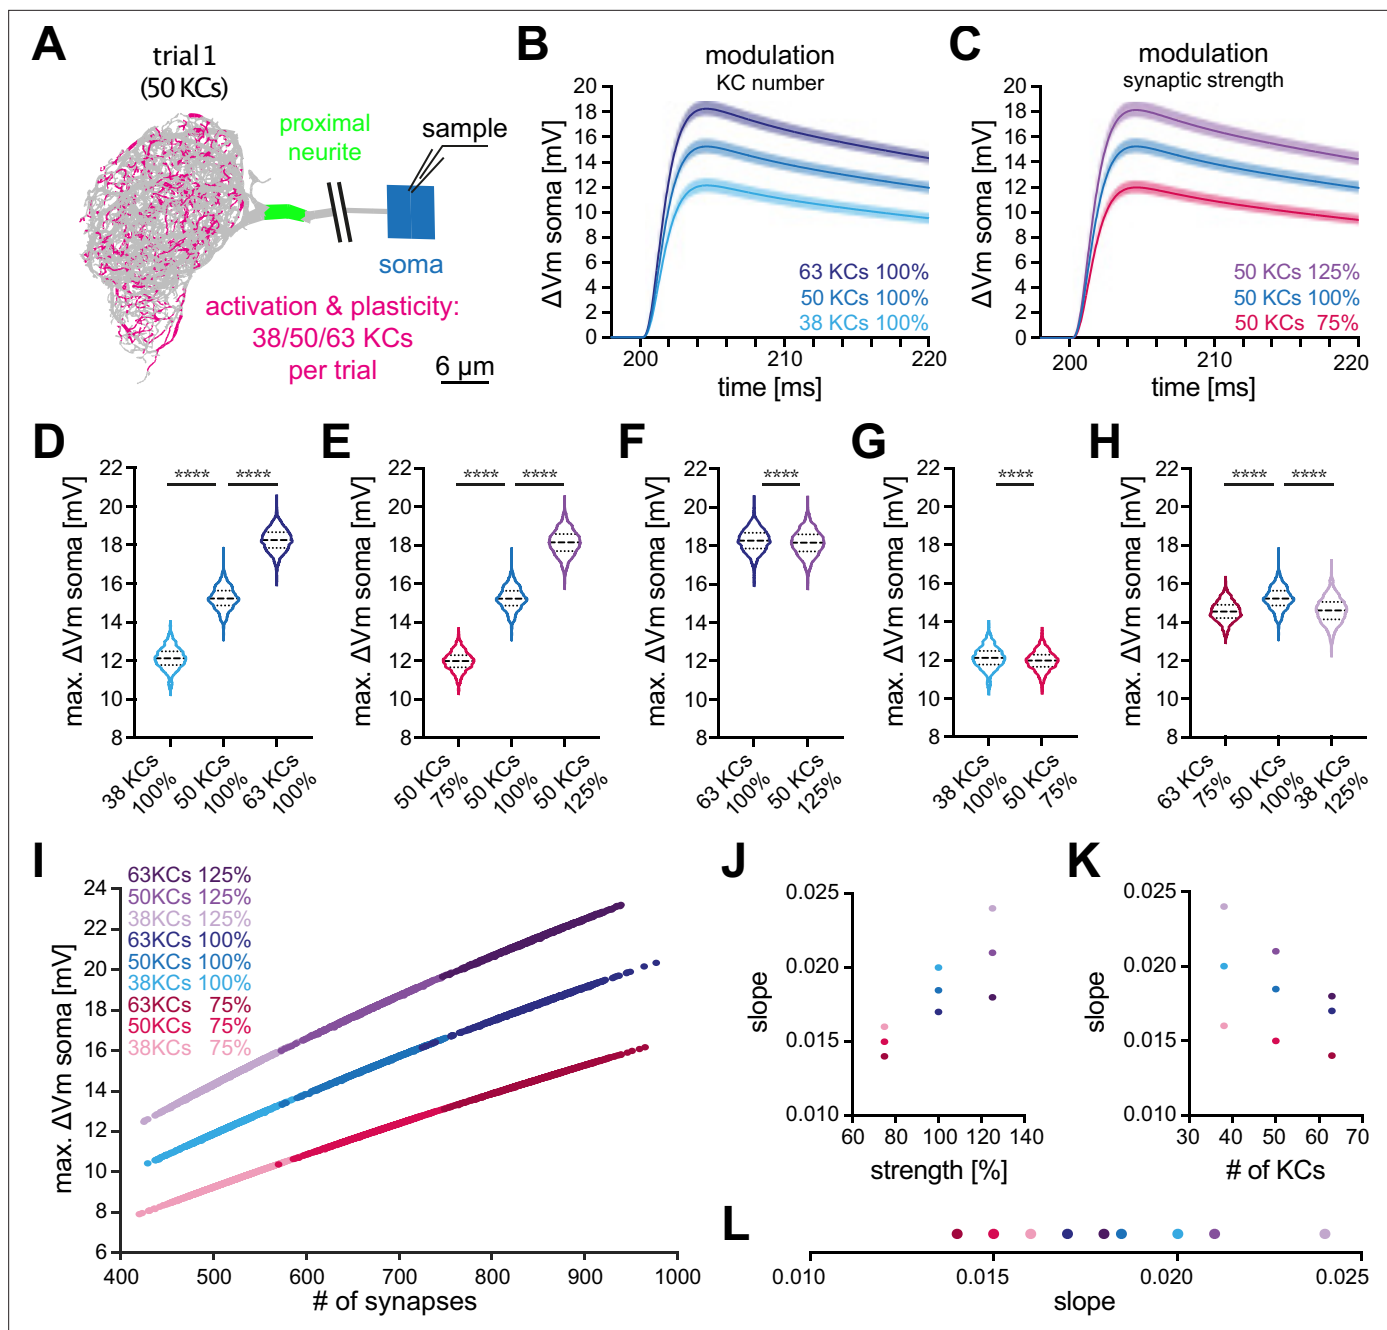 A
trial 1
(50 KCs)
proximal
neurite
sample
soma
activation & plasticity:
38/50/63 KCs
per trial
6 µm
B
modulation
KC number
ΔVm soma [mV]
20
18
16
14
12
10
8
6
4
2
0
63 KCs 100%
50 KCs 100%
38 KCs 100%
200 210 220
time [ms]
C
modulation
synaptic strength
ΔVm soma [mV]
20
18
16
14
12
10
8
6
4
2
0
50 KCs 125%
50 KCs 100%
50 KCs 75%
200 210 220
time [ms]
D
max. ΔVm soma [mV]
22
20
18
16
14
12
10
8
**** ****
38 KCs
100%
50 KCs
100%
63 KCs
100%
E
max. ΔVm soma [mV]
22
20
18
16
14
12
10
8
**** ****
50 KCs
75%
50 KCs
100%
50 KCs
125%
F
max. ΔVm soma [mV]
22
20
18
16
14
12
10
8
****
63 KCs
100%
50 KCs
125%
G
max. ΔVm soma [mV]
22
20
18
16
14
12
10
8
****
38 KCs
100%
50 KCs
75%
H
max. ΔVm soma [mV]
22
20
18
16
14
12
10
8
**** ****
63 KCs
75%
50 KCs
100%
38 KCs
125%
I
63KCs 125%
50KCs 125%
38KCs 125%
63KCs 100%
50KCs 100%
38KCs 100%
63KCs 75%
50KCs 75%
38KCs 75%
max. ΔVm soma [mV]
24
22
20
18
16
14
12
10
8
6
400 500 600 700 800 900 1000
# of synapses
J
slope
0.025
0.020
0.015
0.010
60 80 100 120 140
strength [%]
K
slope
0.025
0.020
0.015
0.010
30 40 50 60 70
# of KCs
L
0.010 0.015 0.020 0.025
slope